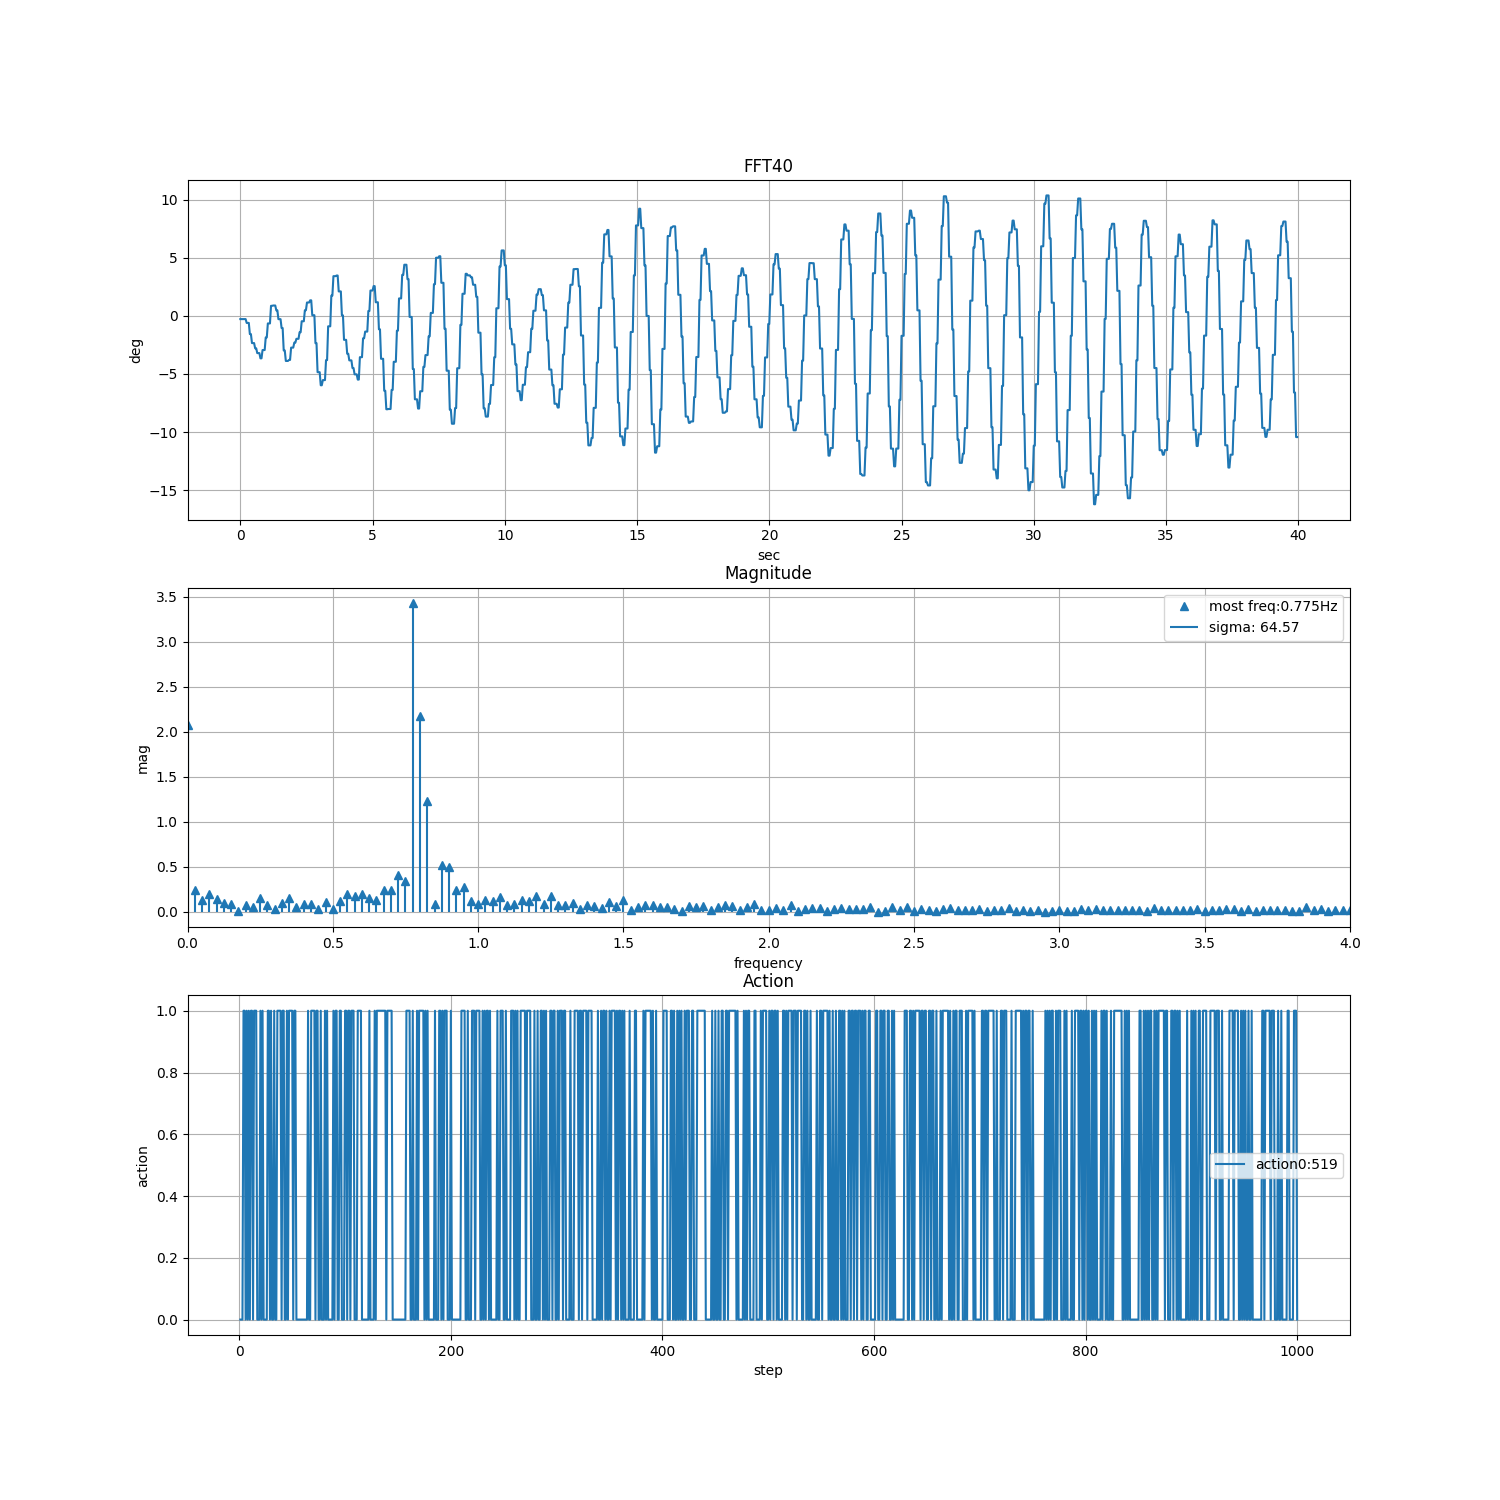 FFT40
10
5
0
−5
−10
−15
deg
0 5 10 15 20 25 30 35 40
sec
Magnitude
3.5
3.0
2.5
2.0
1.5
1.0
0.5
0.0
mag
most freq:0.775Hz
sigma: 64.57
0.0 0.5 1.0 1.5 2.0 2.5 3.0 3.5 4.0
frequency
Action
1.0
0.8
0.6
0.4
0.2
0.0
action
action0:519
0 200 400 600 800 1000
step